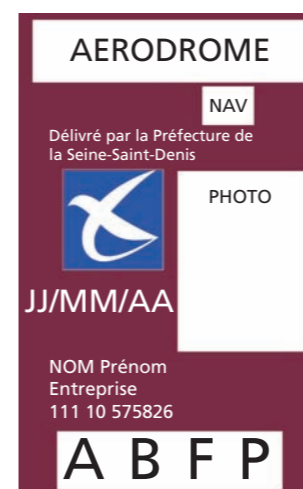 AERODROME
NAV
Délivré par la Préfecture de
la Seine-Saint-Denis
PHOTO
JJ/MM/AA
NOM Prénom
Entreprise
111 10 575826
A B F P